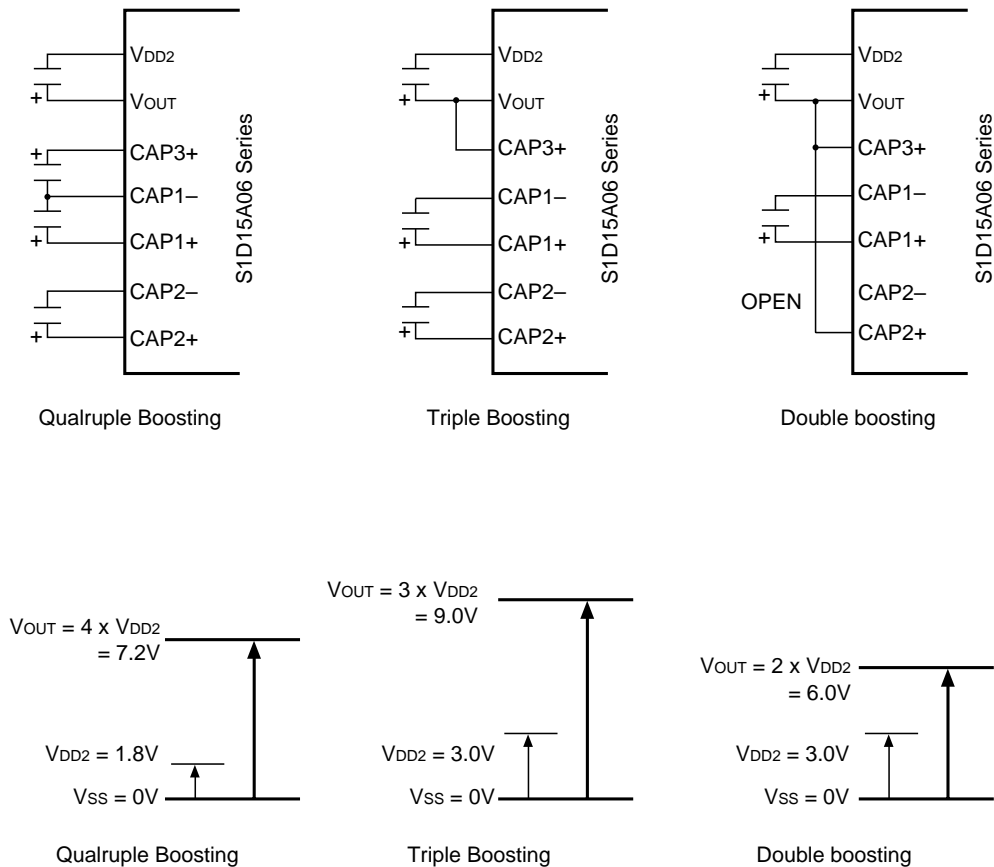 VDD2
VOUT
CAP3+
CAP1–
CAP1+
CAP2–
CAP2+
+
+
+
+
S1D15A06 Series
Qualruple Boosting
VDD2
VOUT
CAP3+
CAP1–
CAP1+
CAP2–
CAP2+
+
+
+
S1D15A06 Series
Triple Boosting
VDD2
VOUT
CAP3+
CAP1–
CAP1+
CAP2–
CAP2+
+
+
OPEN
S1D15A06 Series
Double boosting
VOUT = 4 x VDD2
= 7.2V
VDD2 = 1.8V
VSS = 0V
Qualruple Boosting
VOUT = 3 x VDD2
= 9.0V
VDD2 = 3.0V
VSS = 0V
Triple Boosting
VOUT = 2 x VDD2
= 6.0V
VDD2 = 3.0V
VSS = 0V
Double boosting